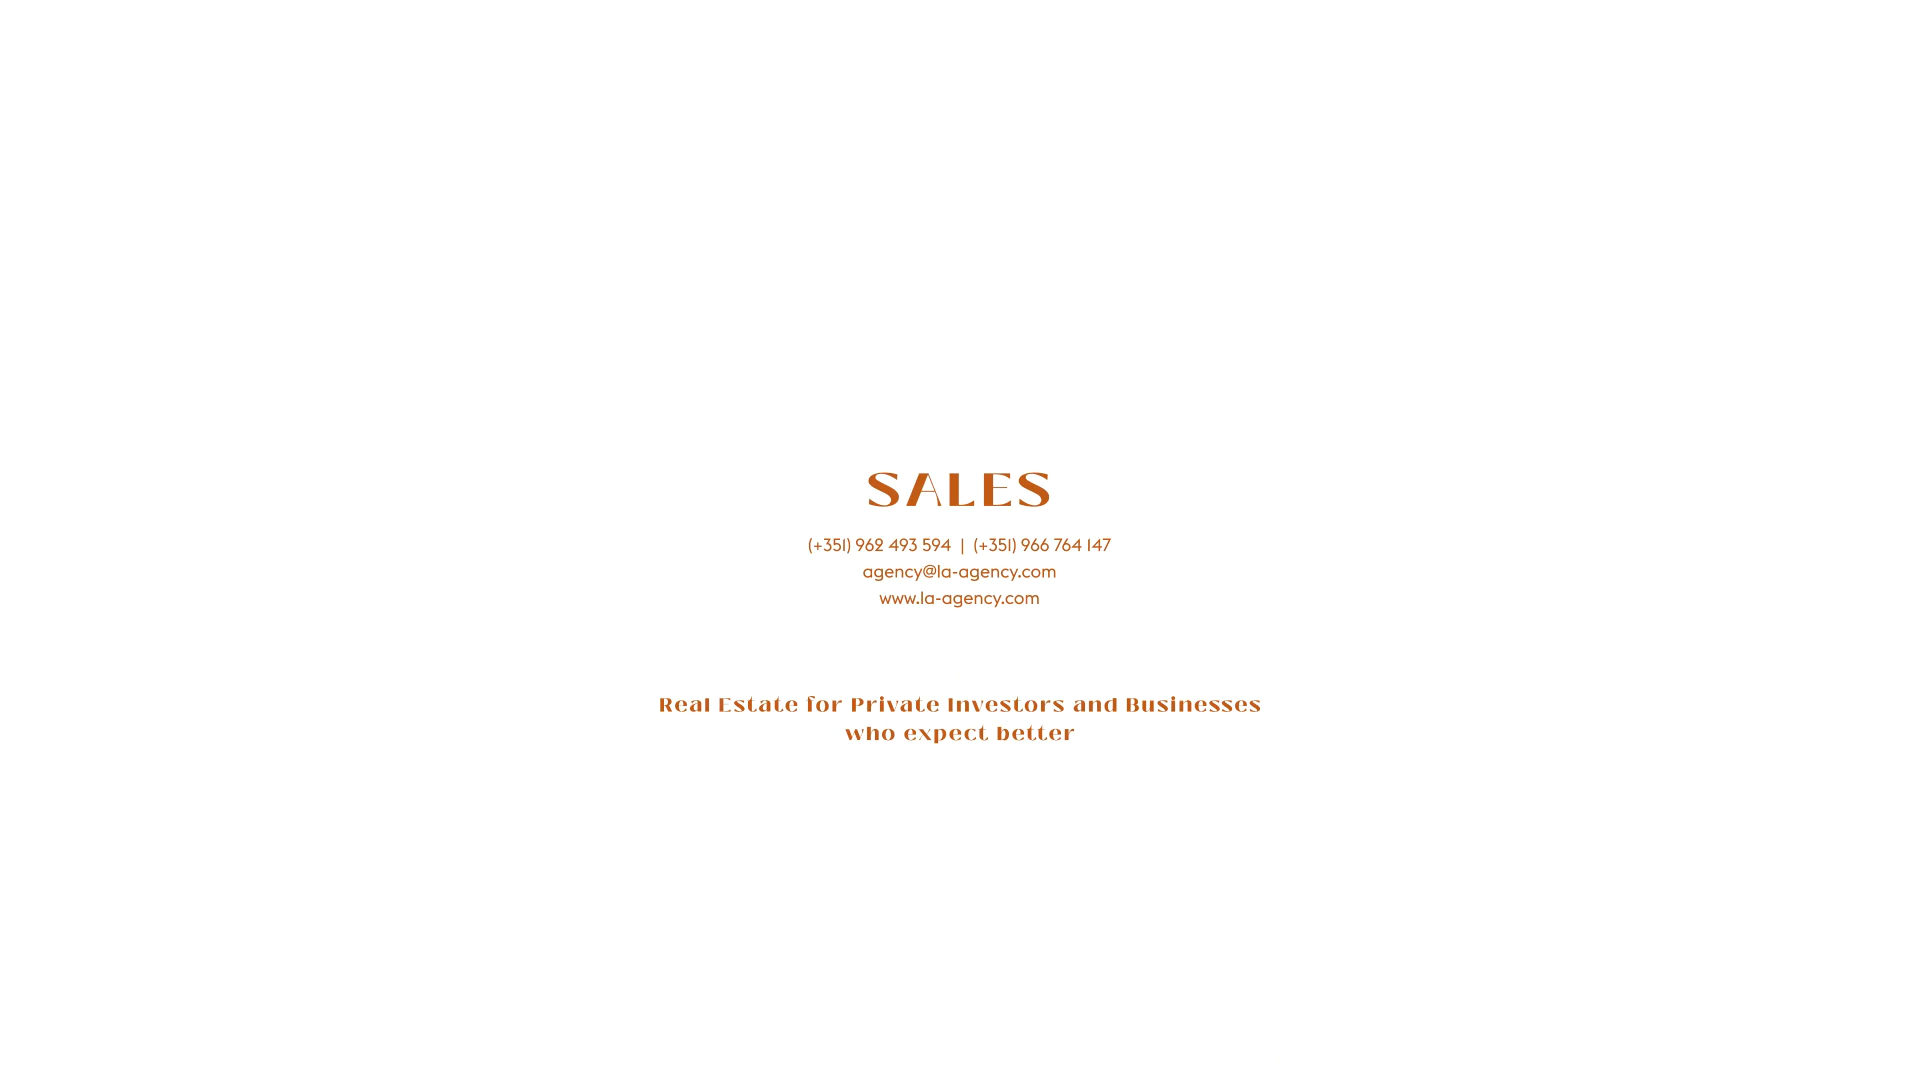 SALES
(+351) 962 493 594 | (+351) 966 764 147
agency@la-agency.com
www.la-agency.com
Real Estate for Private Investors and Businesses
who expect better